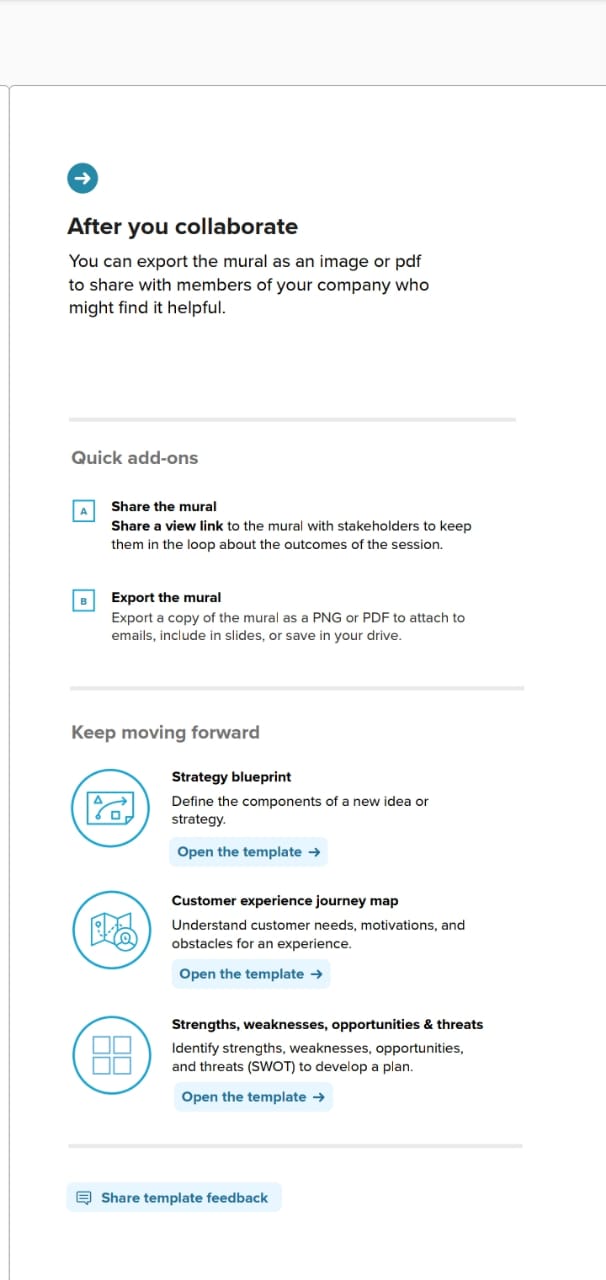 After you collaborate
You can export the mural as an image or pdf
to share with members of your company who
might find it helpful.
Quick add-ons
A
Share the mural
Share a view link to the mural with stakeholders to keep
them in the loop about the outcomes of the session.
B
Export the mural
Export a copy of the mural as a PNG or PDF to attach to
emails, include in slides, or save in your drive.
Keep moving forward
Strategy blueprint
Define the components of a new idea or
strategy.
Open the template →
Customer experience journey map
Understand customer needs, motivations, and
obstacles for an experience.
Open the template →
Strengths, weaknesses, opportunities & threats
Identify strengths, weaknesses, opportunities,
and threats (SWOT) to develop a plan.
Open the template →
Share template feedback